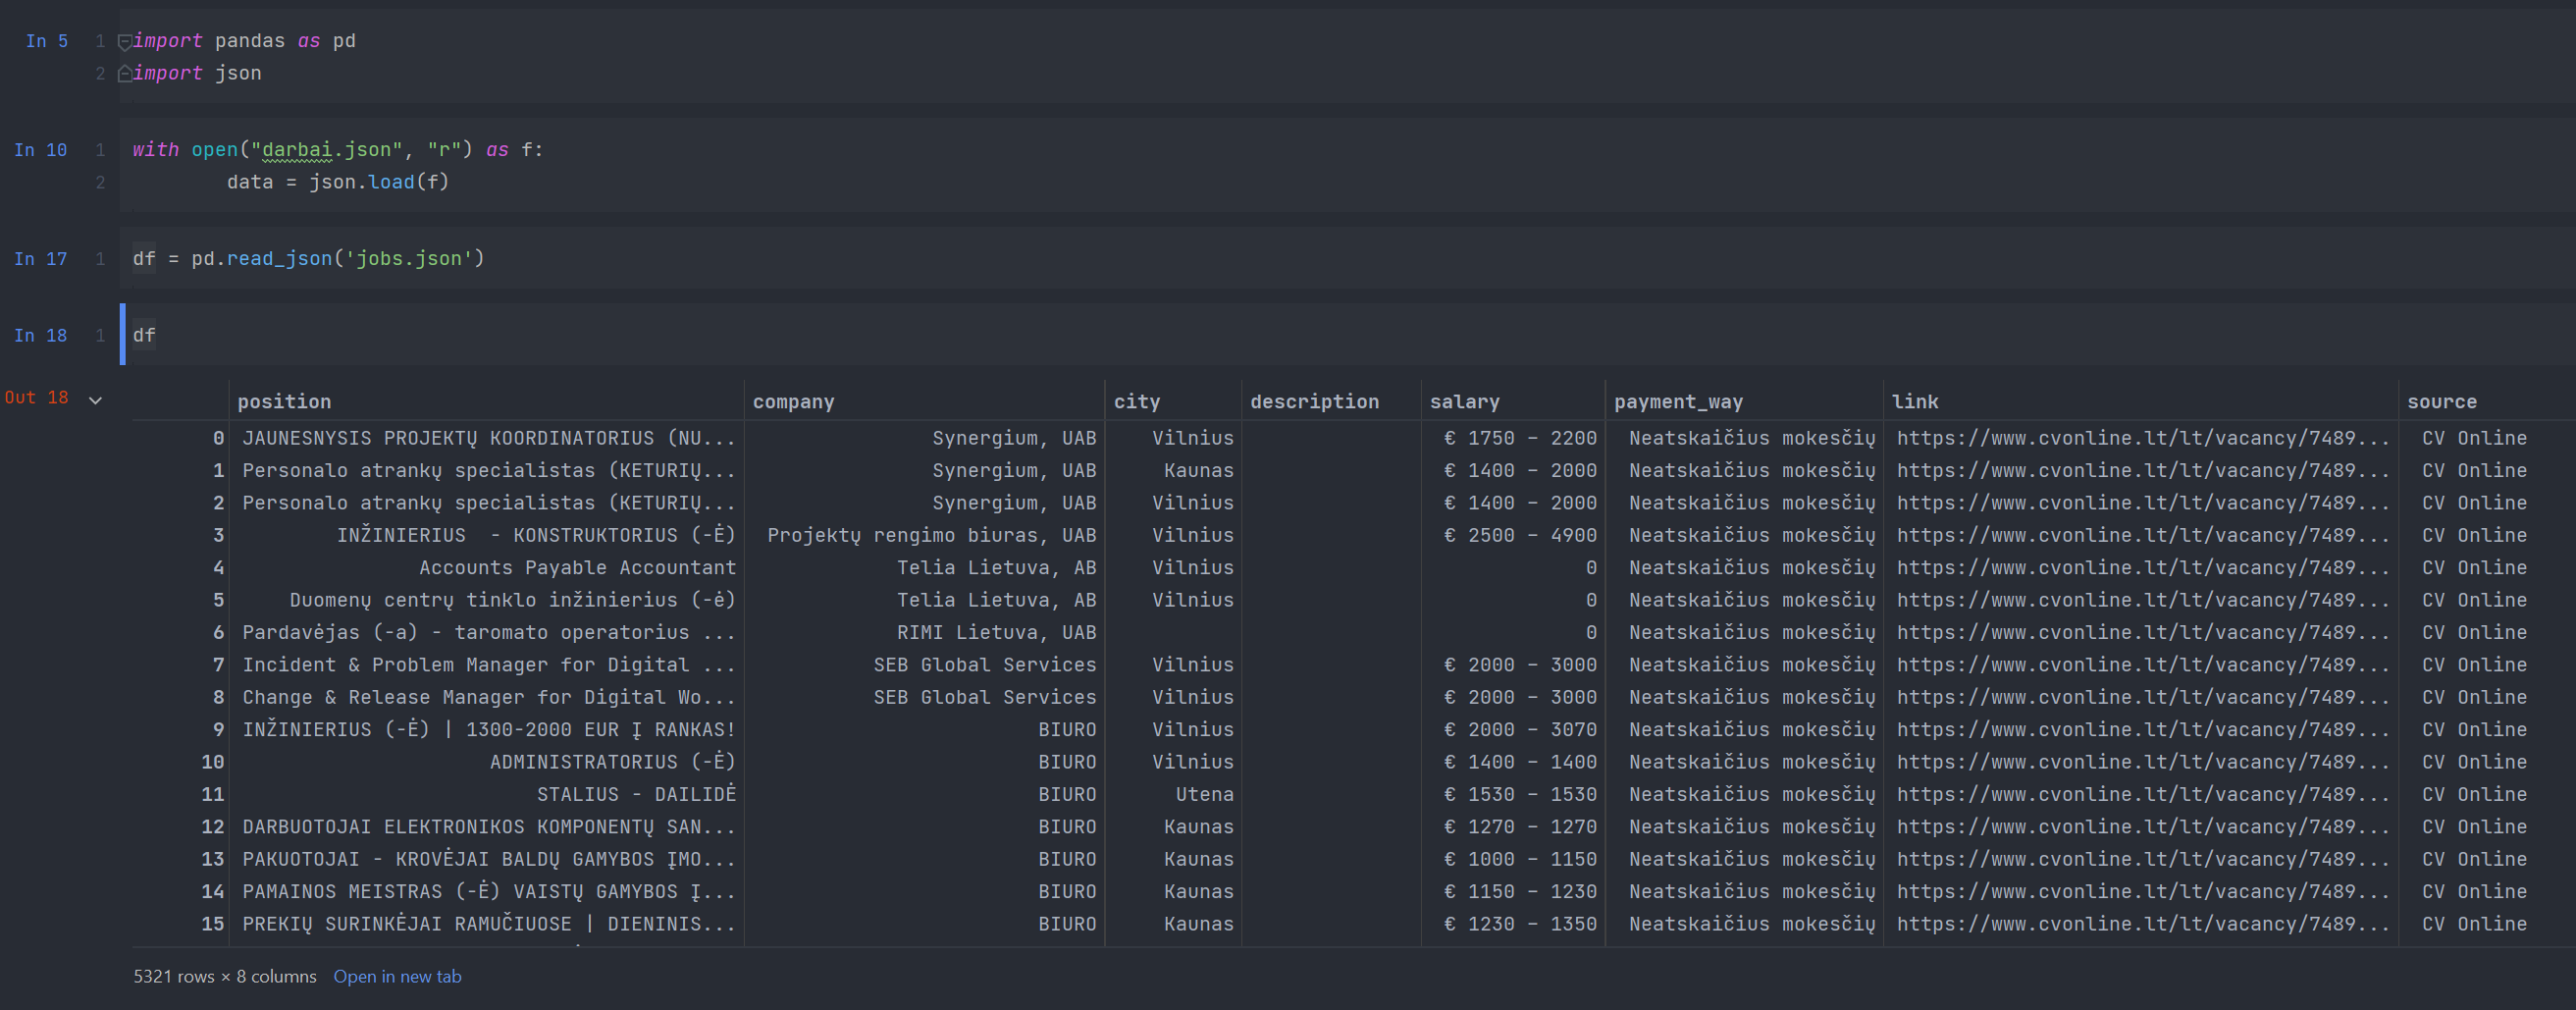 In 5 1 import pandas as pd
2 import json
In 10 1 with open("darbai.json", "r") as f:
2 data = json.load(f)
In 17 1 df = pd.read_json('jobs.json')
In 18 1 df
Out 18 position company city description salary payment_way link source
0 JAUNESNYSIS PROJEKTŲ KOORDINATORIUS (NU... Synergium, UAB Vilnius € 1750 – 2200 Neatskaičius mokesčių https://www.cvonline.lt/lt/vacancy/7489... CV Online
1 Personalo atrankų specialistas (KETURIŲ... Synergium, UAB Kaunas € 1400 – 2000 Neatskaičius mokesčių https://www.cvonline.lt/lt/vacancy/7489... CV Online
2 Personalo atrankų specialistas (KETURIŲ... Synergium, UAB Vilnius € 1400 – 2000 Neatskaičius mokesčių https://www.cvonline.lt/lt/vacancy/7489... CV Online
3 INŽINIERIUS  - KONSTRUKTORIUS (-Ė) Projektų rengimo biuras, UAB Vilnius € 2500 – 4900 Neatskaičius mokesčių https://www.cvonline.lt/lt/vacancy/7489... CV Online
4 Accounts Payable Accountant Telia Lietuva, AB Vilnius 0 Neatskaičius mokesčių https://www.cvonline.lt/lt/vacancy/7489... CV Online
5 Duomenų centrų tinklo inžinierius (-ė) Telia Lietuva, AB Vilnius 0 Neatskaičius mokesčių https://www.cvonline.lt/lt/vacancy/7489... CV Online
6 Pardavėjas (-a) - taromato operatorius ... RIMI Lietuva, UAB 0 Neatskaičius mokesčių https://www.cvonline.lt/lt/vacancy/7489... CV Online
7 Incident & Problem Manager for Digital ... SEB Global Services Vilnius € 2000 – 3000 Neatskaičius mokesčių https://www.cvonline.lt/lt/vacancy/7489... CV Online
8 Change & Release Manager for Digital Wo... SEB Global Services Vilnius € 2000 – 3000 Neatskaičius mokesčių https://www.cvonline.lt/lt/vacancy/7489... CV Online
9 INŽINIERIUS (-Ė) | 1300-2000 EUR Į RANKAS! BIURO Vilnius € 2000 – 3070 Neatskaičius mokesčių https://www.cvonline.lt/lt/vacancy/7489... CV Online
10 ADMINISTRATORIUS (-Ė) BIURO Vilnius € 1400 – 1400 Neatskaičius mokesčių https://www.cvonline.lt/lt/vacancy/7489... CV Online
11 STALIUS - DAILIDĖ BIURO Utena € 1530 – 1530 Neatskaičius mokesčių https://www.cvonline.lt/lt/vacancy/7489... CV Online
12 DARBUOTOJAI ELEKTRONIKOS KOMPONENTŲ SAN... BIURO Kaunas € 1270 – 1270 Neatskaičius mokesčių https://www.cvonline.lt/lt/vacancy/7489... CV Online
13 PAKUOTOJAI - KROVĖJAI BALDŲ GAMYBOS ĮMO... BIURO Kaunas € 1000 – 1150 Neatskaičius mokesčių https://www.cvonline.lt/lt/vacancy/7489... CV Online
14 PAMAINOS MEISTRAS (-Ė) VAISTŲ GAMYBOS Į... BIURO Kaunas € 1150 – 1230 Neatskaičius mokesčių https://www.cvonline.lt/lt/vacancy/7489... CV Online
15 PREKIŲ SURINKĖJAI RAMUČIUOSE | DIENINIS... BIURO Kaunas € 1230 – 1350 Neatskaičius mokesčių https://www.cvonline.lt/lt/vacancy/7489... CV Online
5321 rows × 8 columns Open in new tab